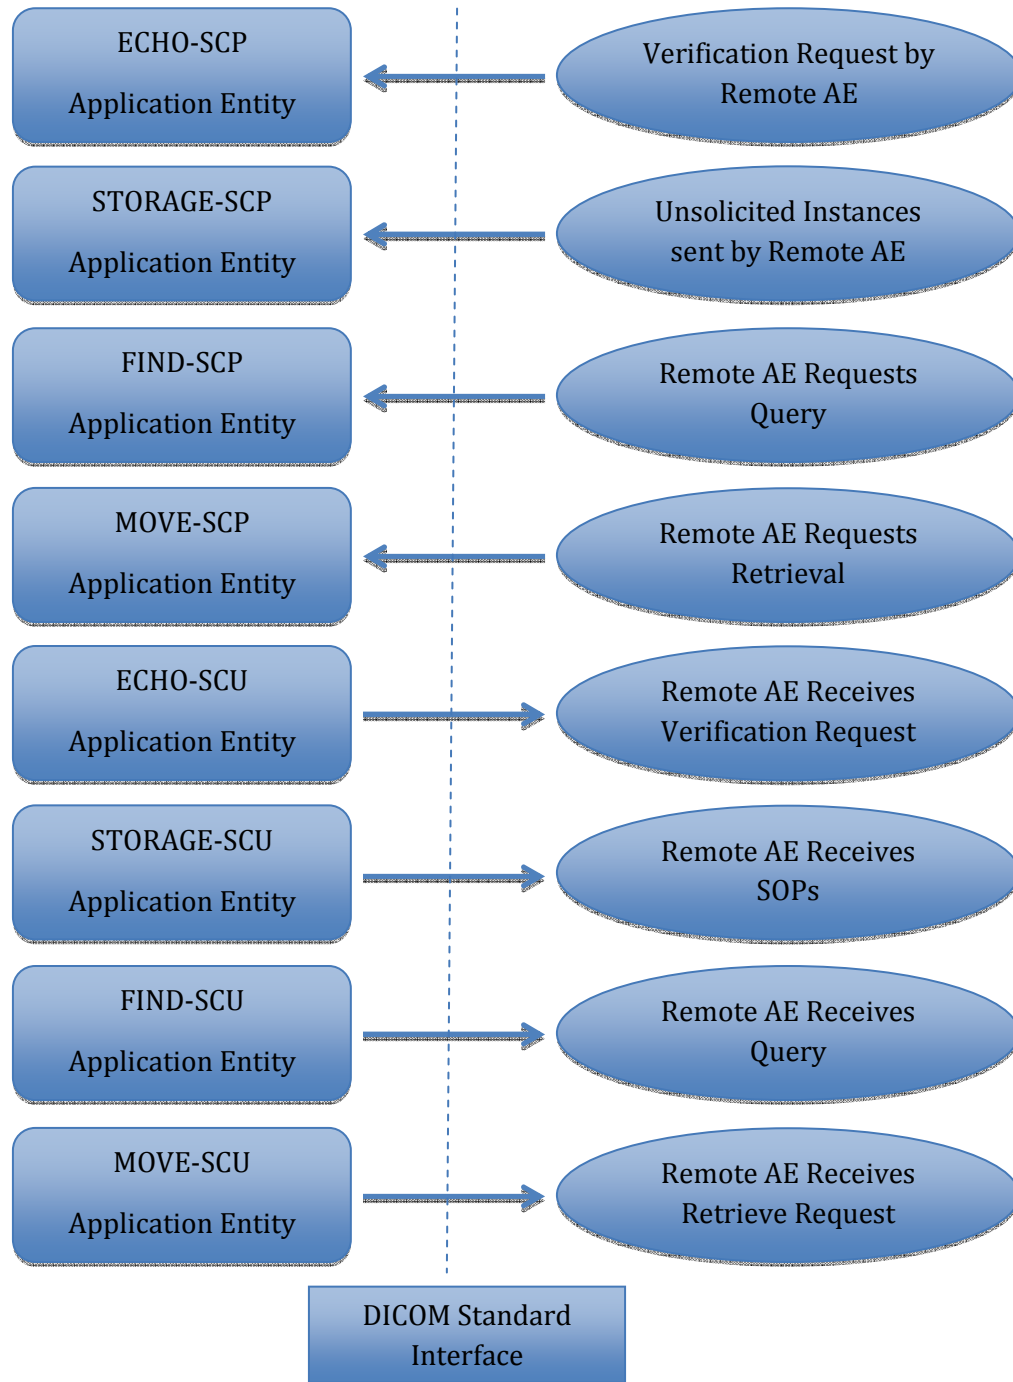 ECHO-SCP
Application Entity
Verification Request by
Remote AE
STORAGE-SCP
Application Entity
Unsolicited Instances
sent by Remote AE
FIND-SCP
Application Entity
Remote AE Requests
Query
MOVE-SCP
Application Entity
Remote AE Requests
Retrieval
ECHO-SCU
Application Entity
Remote AE Receives
Verification Request
STORAGE-SCU
Application Entity
Remote AE Receives
SOPs
FIND-SCU
Application Entity
Remote AE Receives
Query
MOVE-SCU
Application Entity
Remote AE Receives
Retrieve Request
DICOM Standard
Interface